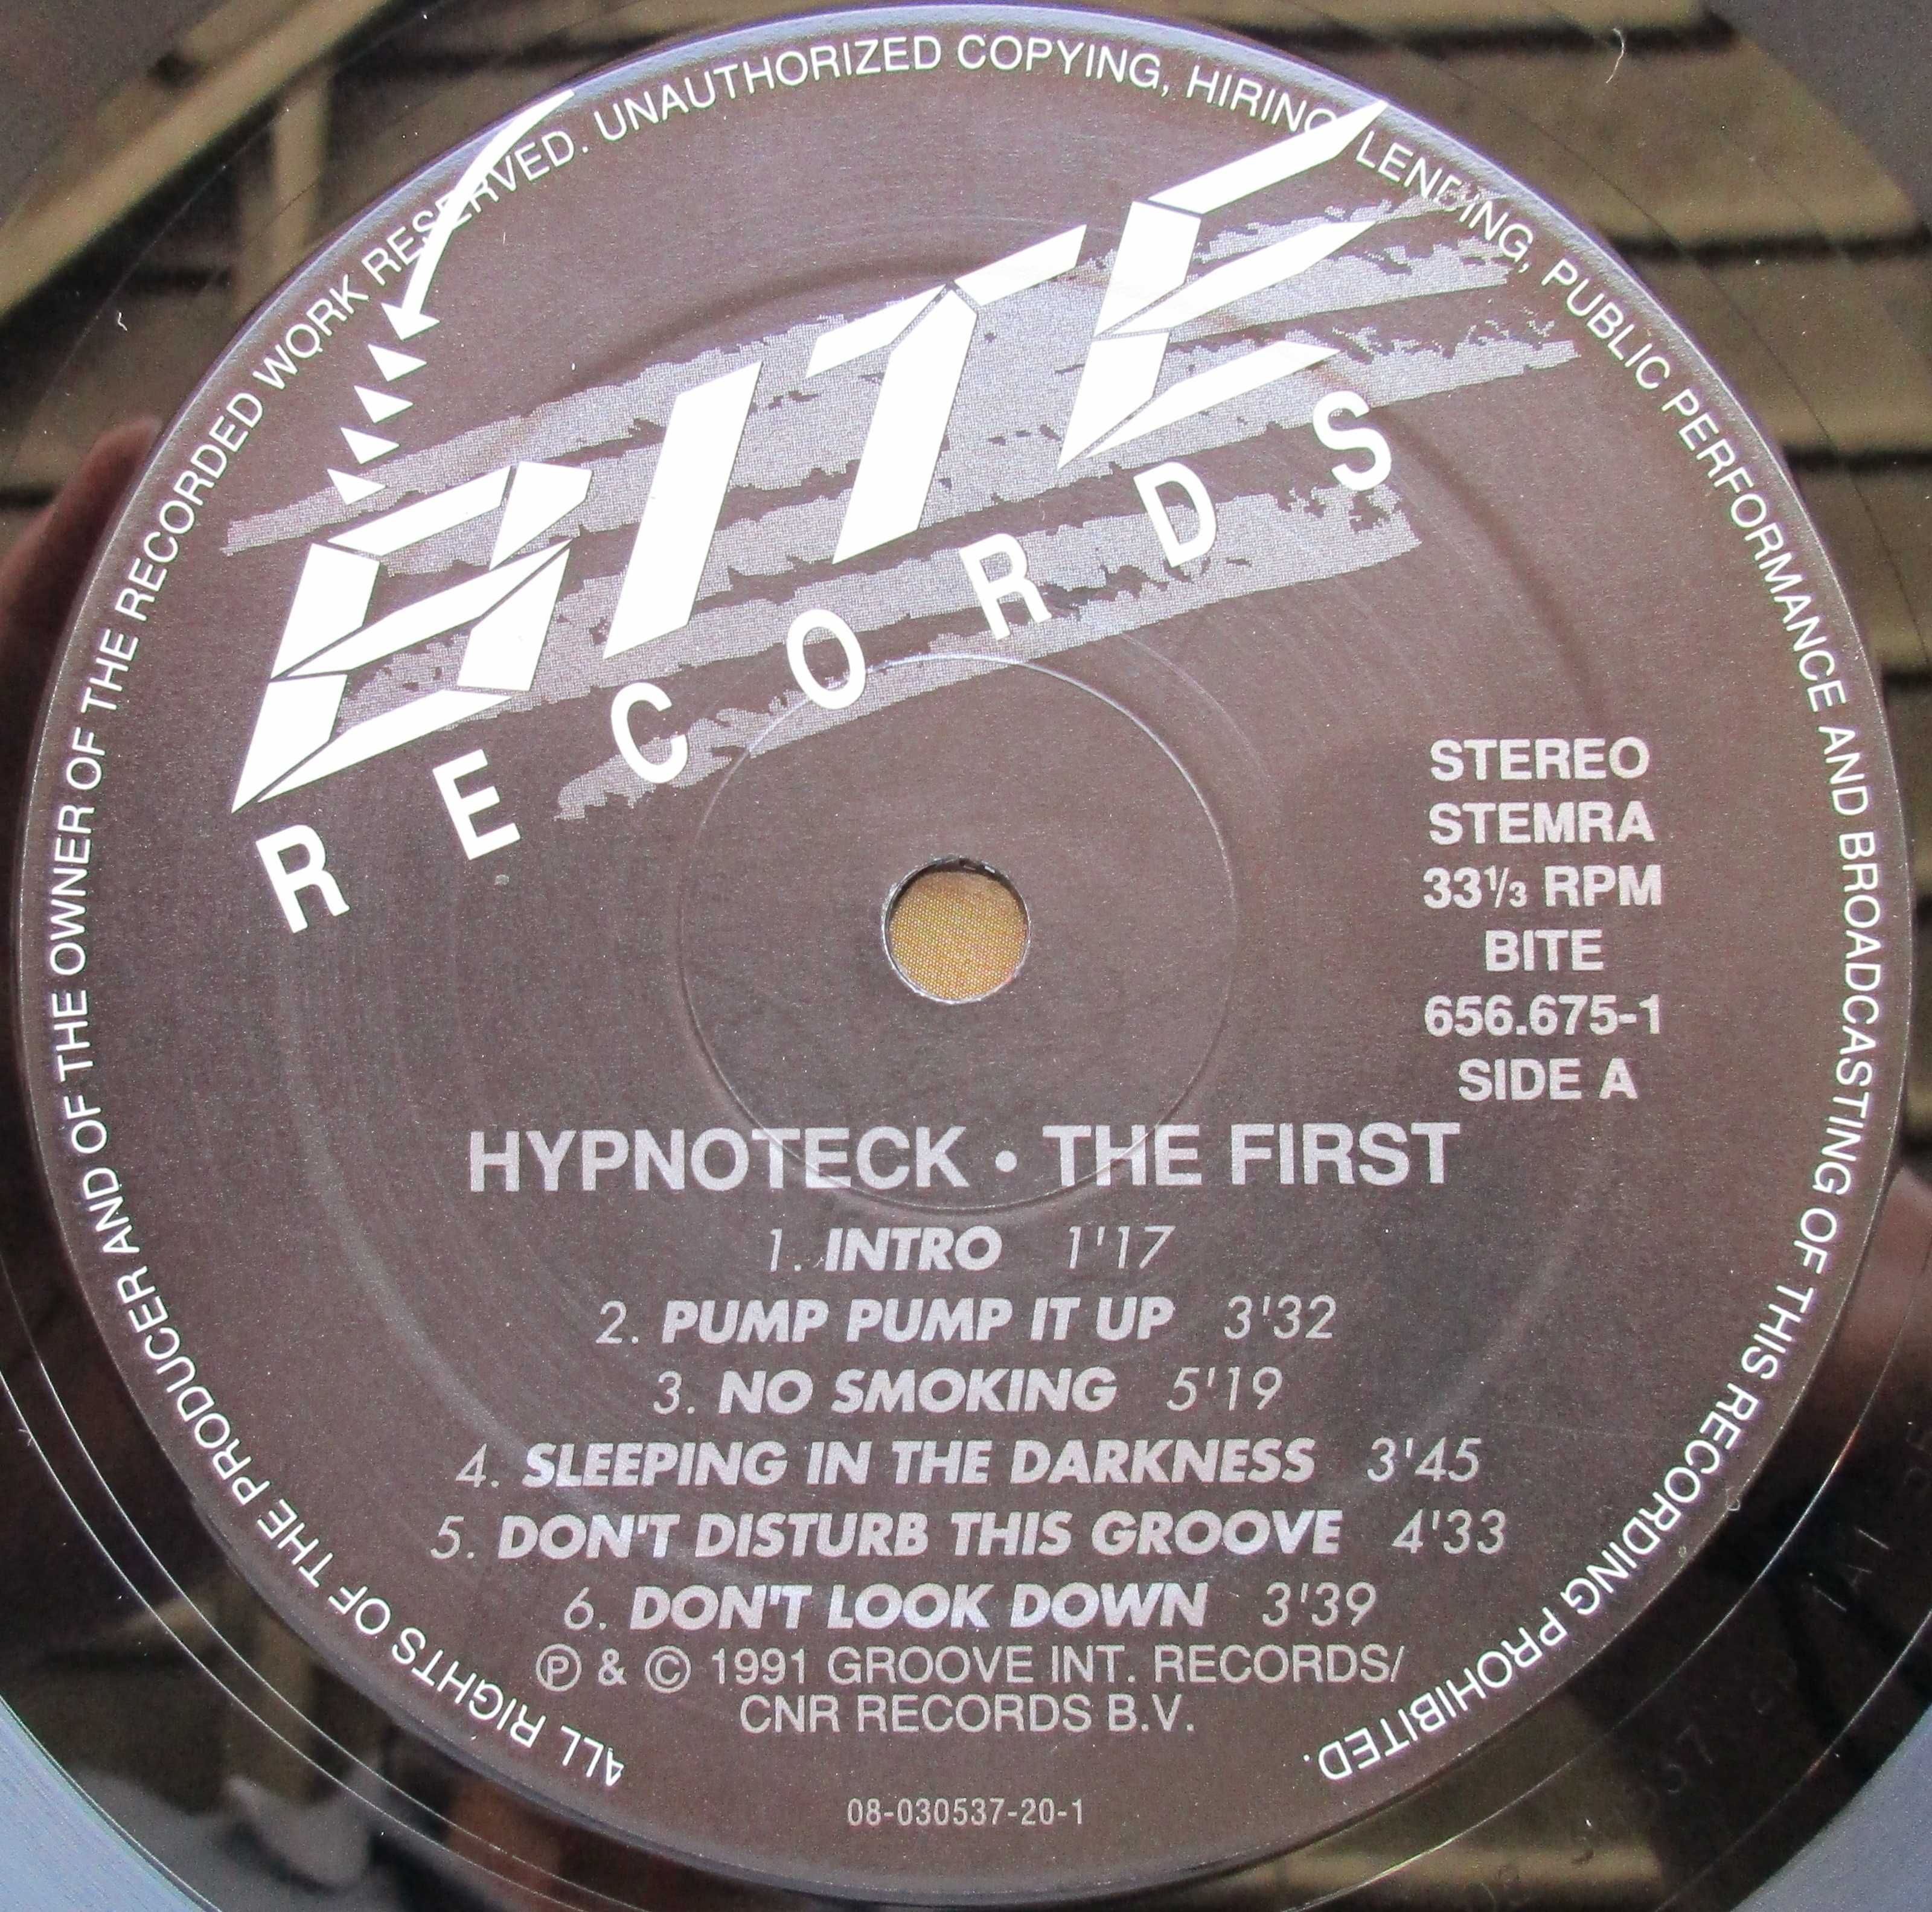 ALL RIGHTS OF THE PRODUCER AND OF THE OWNER OF THE RECORDED WORK RESERVED. UNAUTHORIZED COPYING, HIRING, LENDING, PUBLIC PERFORMANCE AND BROADCASTING OF THIS RECORDING PROHIBITED.
BITE
RECORDS
STEREO
STEMRA
33⅓ RPM
BITE
656.675-1
SIDE A
HYPNOTECK • THE FIRST
1. INTRO 1'17
2. PUMP PUMP IT UP 3'32
3. NO SMOKING 5'19
4. SLEEPING IN THE DARKNESS 3'45
5. DON'T DISTURB THIS GROOVE 4'33
6. DON'T LOOK DOWN 3'39
Ⓟ & © 1991 GROOVE INT. RECORDS/
CNR RECORDS B.V.
08-030537-20-1